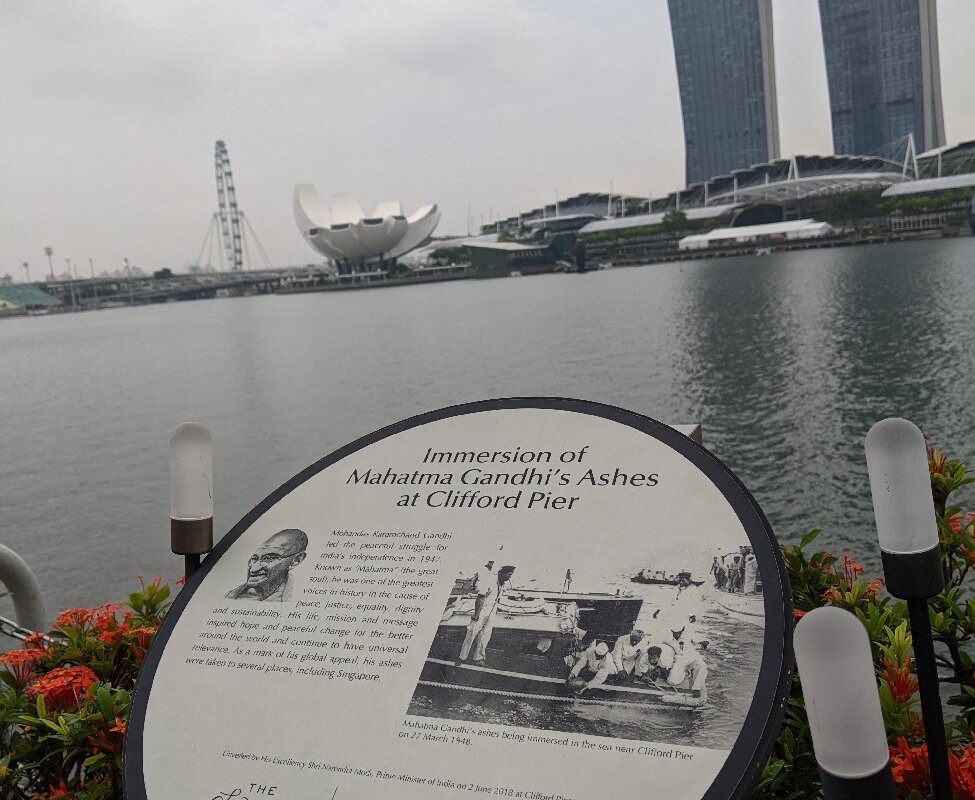 Immersion of
Mahatma Gandhi's Ashes
at Clifford Pier
Mohandas Karamchand Gandhi
led the peaceful struggle for
India's independence in 1947.
Known as "Mahatma" (the great
soul), he was one of the greatest
voices in history in the cause of
peace, justice, equality, dignity
and sustainability. His life, mission and message
inspired hope and peaceful change for the better
around the world and continue to have universal
relevance. As a mark of his global appeal, his ashes
were taken to several places, including Singapore.
Mahatma Gandhi's ashes being immersed in the sea near Clifford Pier
on 27 March 1948.
Unveiled by His Excellency Shri Narendra Modi, Prime Minister of India on 2 June 2018 at Clifford Pier
THE